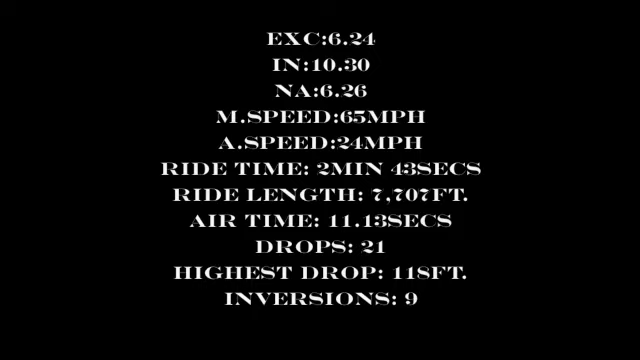 EXC:6.24
IN:10.30
NA:6.26
M.SPEED:65MPH
A.SPEED:24MPH
RIDE TIME: 2MIN 43SECS
RIDE LENGTH: 7,707FT.
AIR TIME: 11.13SECS
DROPS: 21
HIGHEST DROP: 118FT.
INVERSIONS: 9